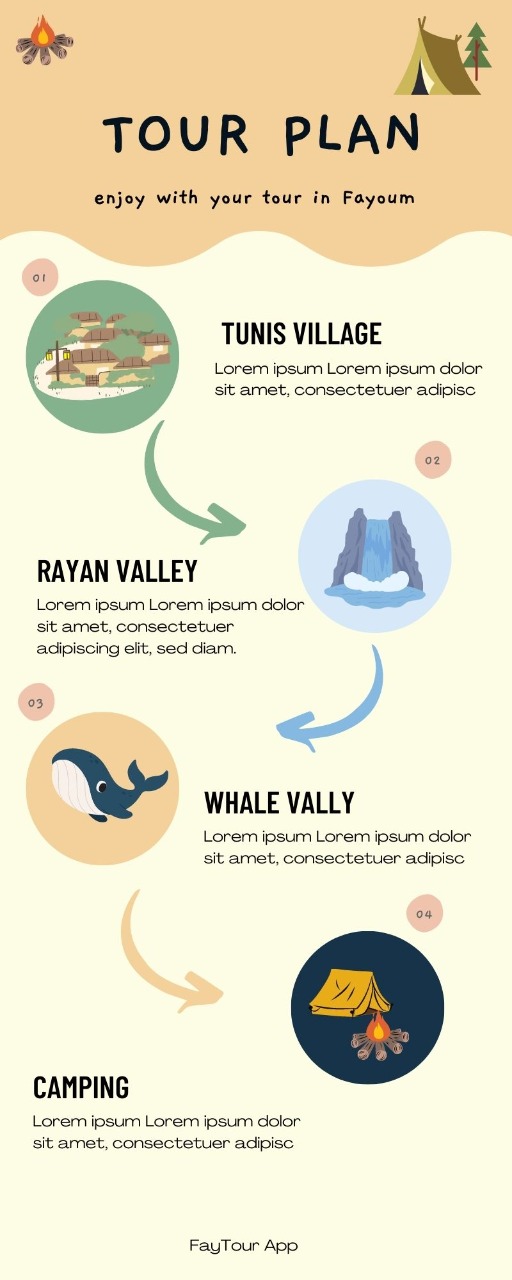 TOUR PLAN
enjoy with your tour in Fayoum
01
TUNIS VILLAGE
Lorem ipsum Lorem ipsum dolor
sit amet, consectetuer adipisc
02
RAYAN VALLEY
Lorem ipsum Lorem ipsum dolor
sit amet, consectetuer
adipiscing elit, sed diam.
03
WHALE VALLY
Lorem ipsum Lorem ipsum dolor
sit amet, consectetuer adipisc
04
CAMPING
Lorem ipsum Lorem ipsum dolor
sit amet, consectetuer adipisc
FayTour App